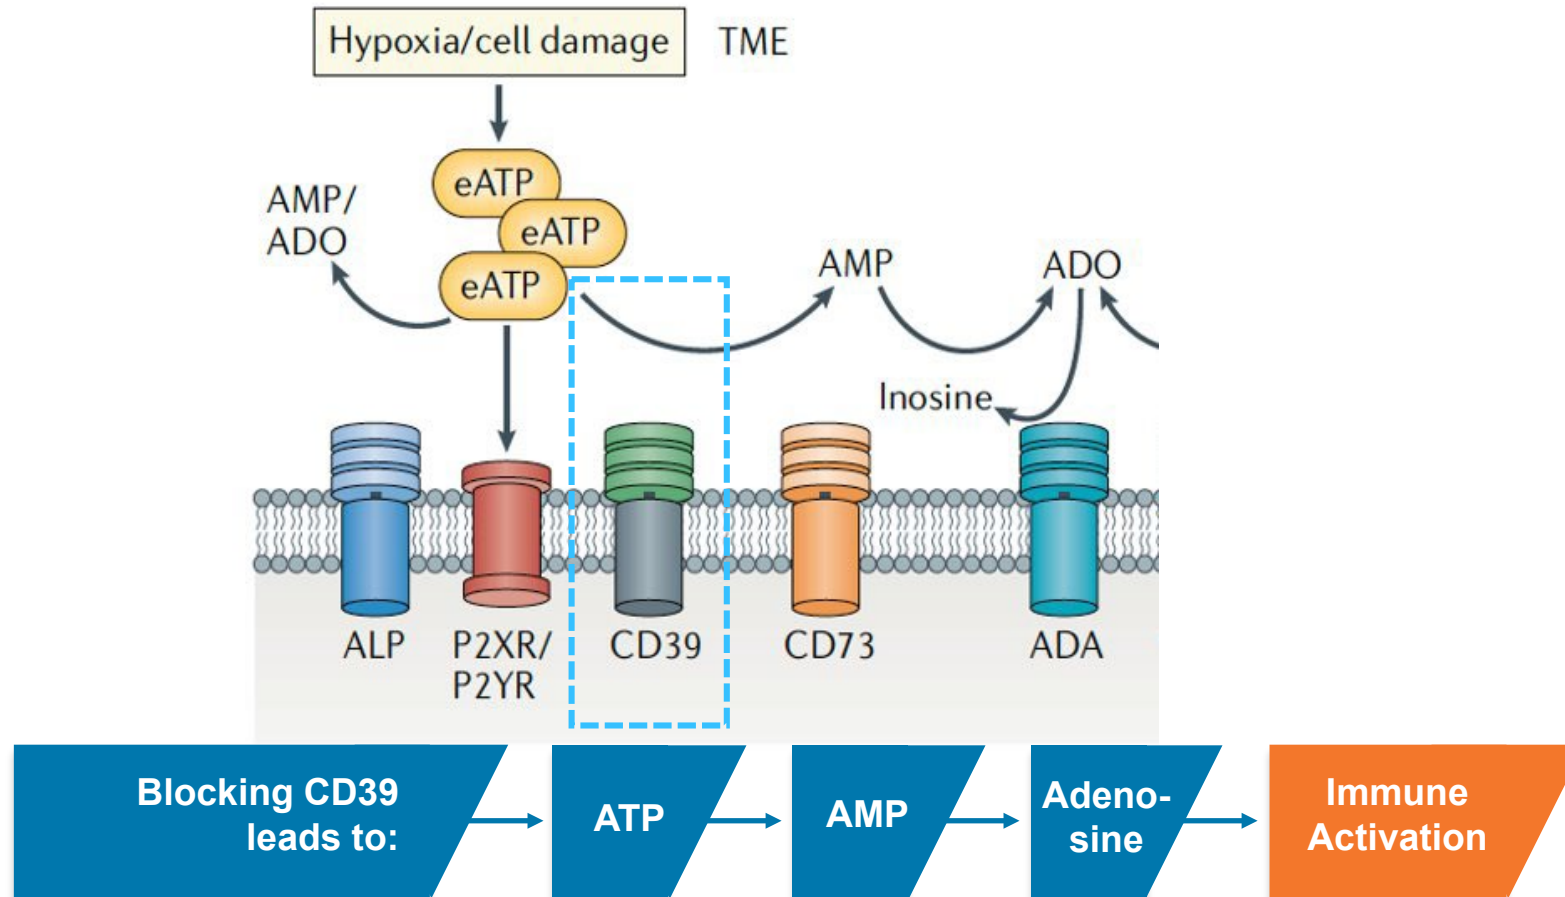 Hypoxia/cell damage
TME
eATP
eATP
eATP
AMP/
ADO
AMP
ADO
Inosine
ALP
P2XR/
P2YR
CD39
CD73
ADA
Blocking CD39
leads to:
ATP
AMP
Adeno-
sine
Immune
Activation